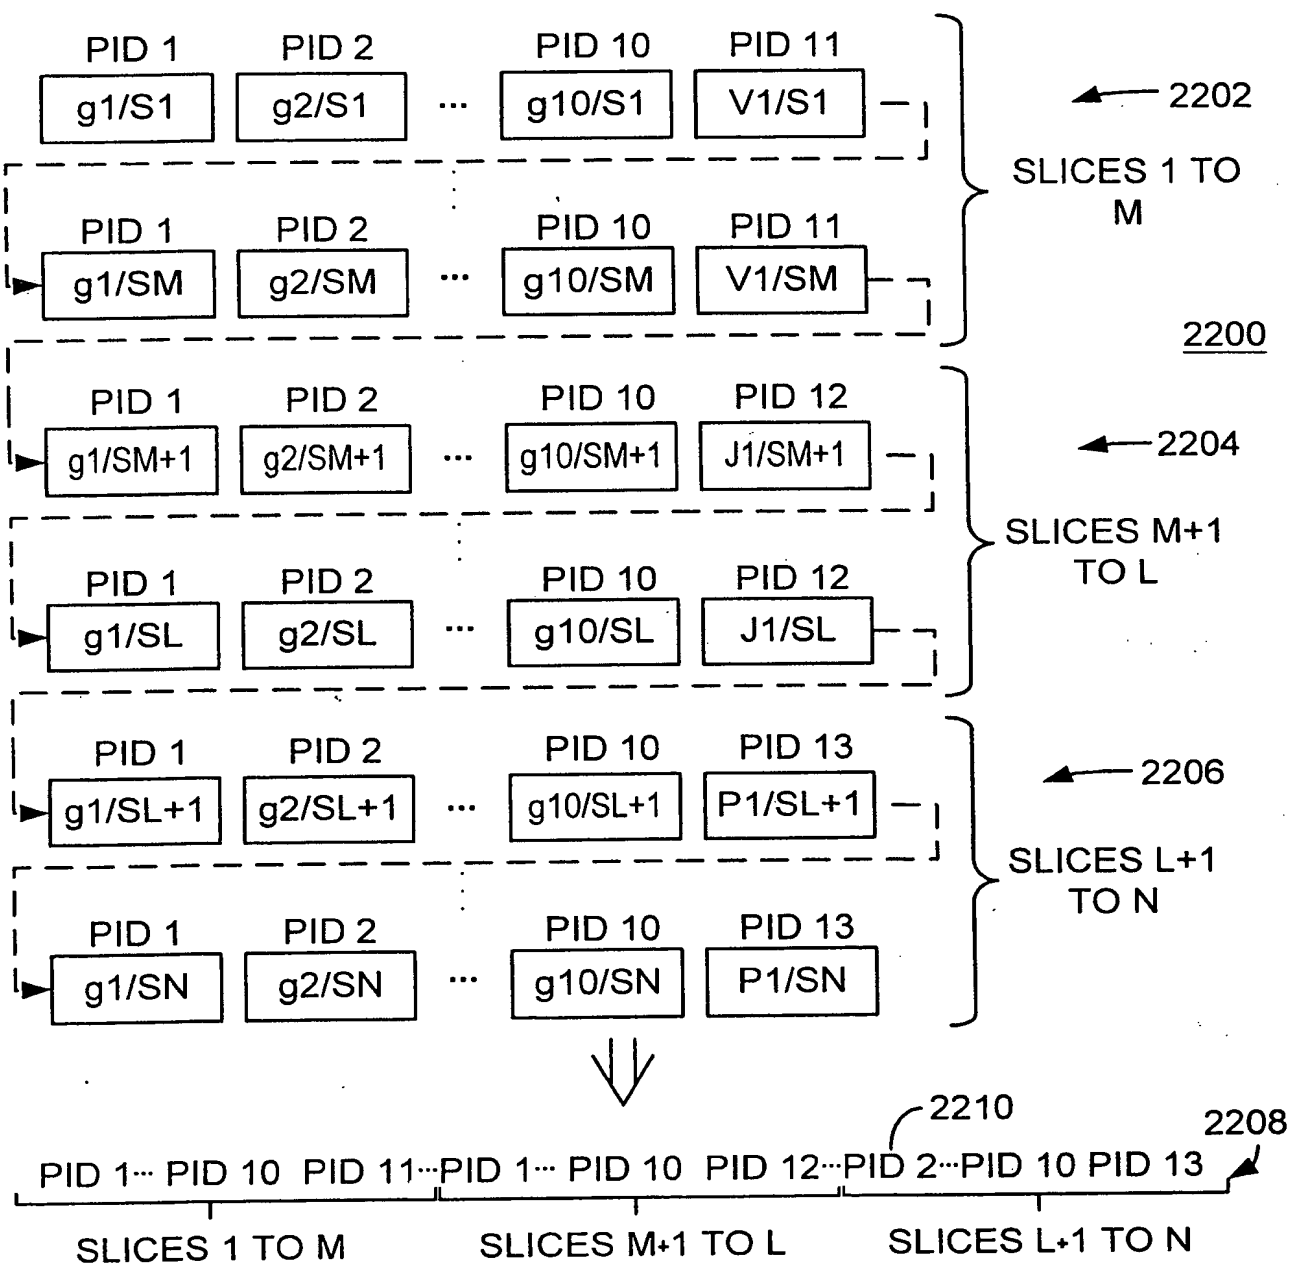 PID 1 PID 2 PID 10 PID 11
g1/S1 g2/S1 ... g10/S1 V1/S1
2202
SLICES 1 TO
M
PID 1 PID 2 PID 10 PID 11
g1/SM g2/SM ... g10/SM V1/SM
2200
PID 1 PID 2 PID 10 PID 12
g1/SM+1 g2/SM+1 ... g10/SM+1 J1/SM+1
2204
SLICES M+1
TO L
PID 1 PID 2 PID 10 PID 12
g1/SL g2/SL ... g10/SL J1/SL
PID 1 PID 2 PID 10 PID 13
g1/SL+1 g2/SL+1 ... g10/SL+1 P1/SL+1
2206
SLICES L+1
TO N
PID 1 PID 2 PID 10 PID 13
g1/SN g2/SN ... g10/SN P1/SN
2210
2208
PID 1... PID 10 PID 11...PID 1... PID 10 PID 12...PID 2...PID 10 PID 13
SLICES 1 TO M SLICES M+1 TO L SLICES L+1 TO N